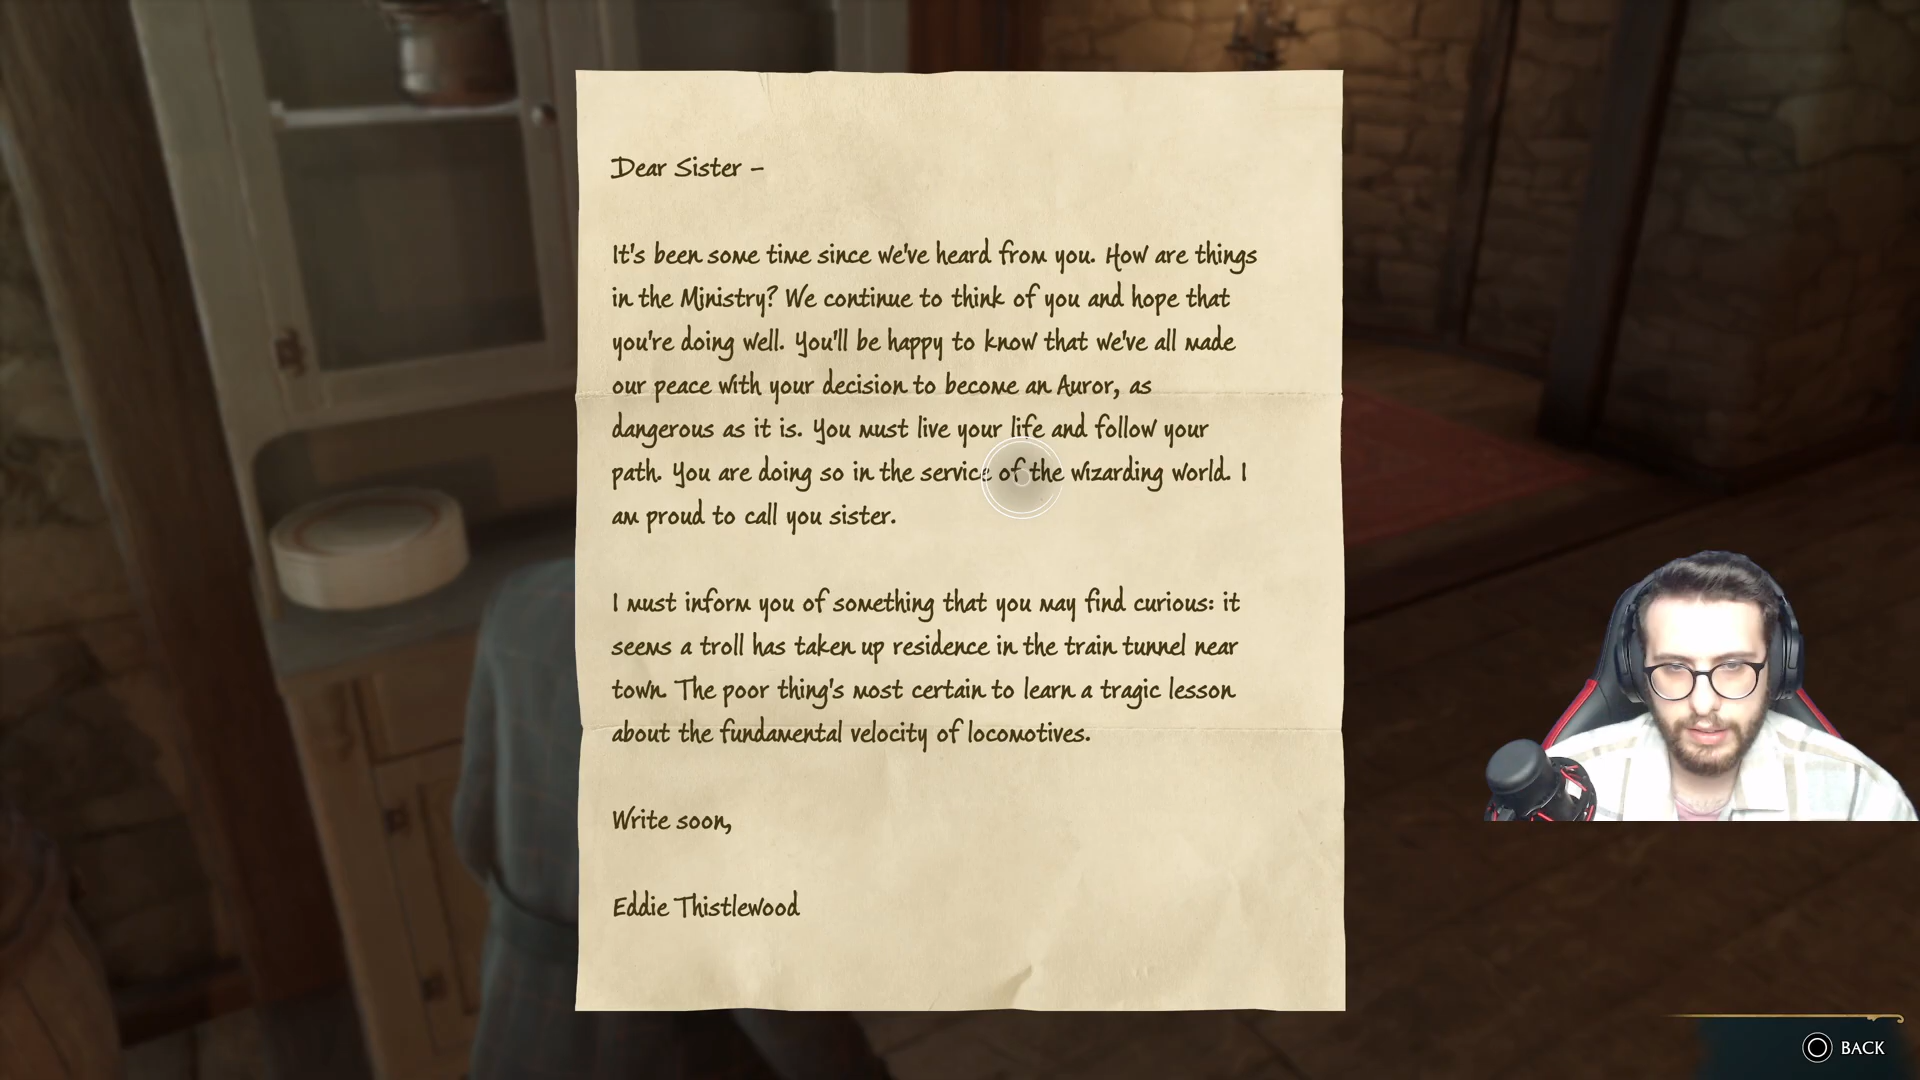 Dear Sister –
It's been some time since we've heard from you. How are things
in the Ministry? We continue to think of you and hope that
you're doing well. You'll be happy to know that we've all made
our peace with your decision to become an Auror, as
dangerous as it is. You must live your life and follow your
path. You are doing so in the service of the wizarding world. I
am proud to call you sister.
I must inform you of something that you may find curious: it
seems a troll has taken up residence in the train tunnel near
town. The poor thing's most certain to learn a tragic lesson
about the fundamental velocity of locomotives.
Write soon,
Eddie Thistlewood
BACK